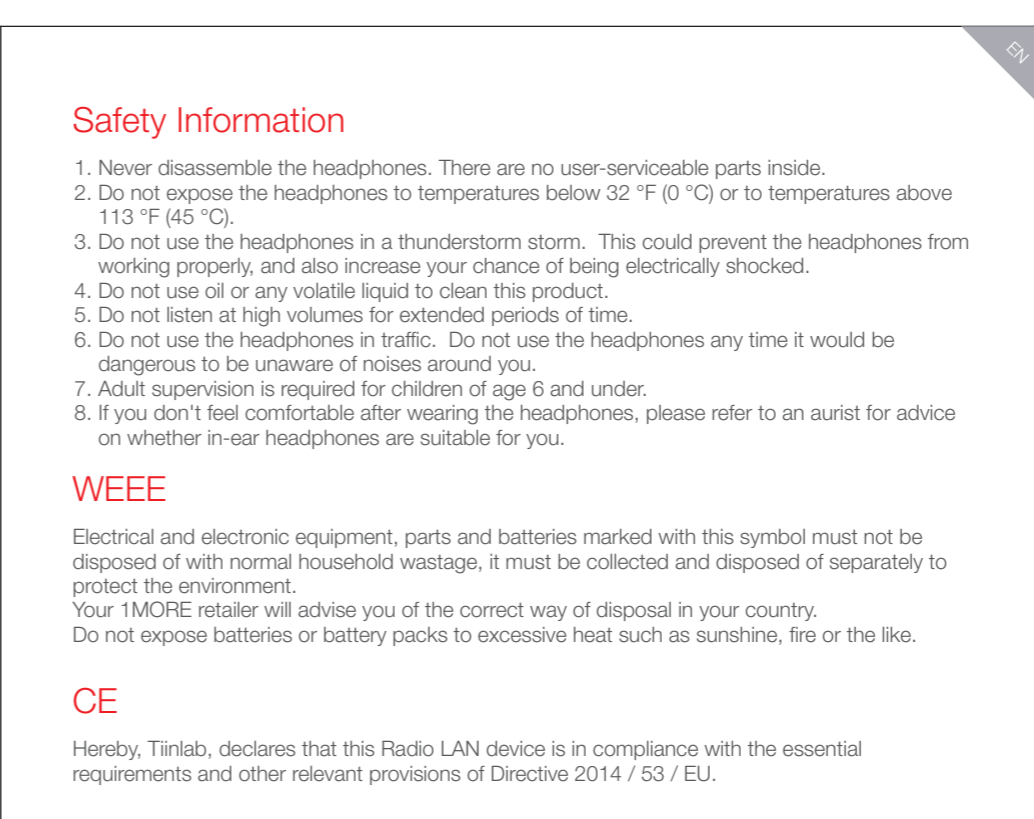 EN
Safety Information
1. Never disassemble the headphones. There are no user-serviceable parts inside.
2. Do not expose the headphones to temperatures below 32 °F (0 °C) or to temperatures above
113 °F (45 °C).
3. Do not use the headphones in a thunderstorm storm.  This could prevent the headphones from
working properly, and also increase your chance of being electrically shocked.
4. Do not use oil or any volatile liquid to clean this product.
5. Do not listen at high volumes for extended periods of time.
6. Do not use the headphones in traffic.  Do not use the headphones any time it would be
dangerous to be unaware of noises around you.
7. Adult supervision is required for children of age 6 and under.
8. If you don't feel comfortable after wearing the headphones, please refer to an aurist for advice
on whether in-ear headphones are suitable for you.
WEEE
Electrical and electronic equipment, parts and batteries marked with this symbol must not be
disposed of with normal household wastage, it must be collected and disposed of separately to
protect the environment.
Your 1MORE retailer will advise you of the correct way of disposal in your country.
Do not expose batteries or battery packs to excessive heat such as sunshine, fire or the like.
CE
Hereby, Tiinlab, declares that this Radio LAN device is in compliance with the essential
requirements and other relevant provisions of Directive 2014 / 53 / EU.